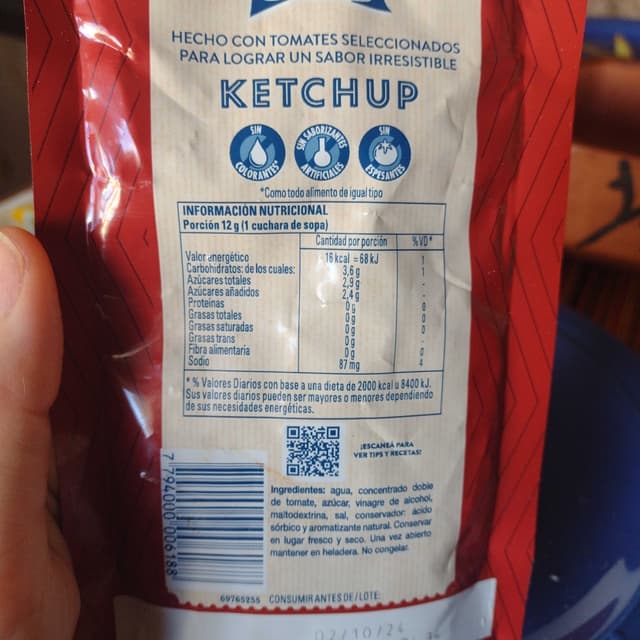 HECHO CON TOMATES SELECCIONADOS
PARA LOGRAR UN SABOR IRRESISTIBLE
KETCHUP
SIN COLORANTES*
SIN SABORIZANTES ARTIFICIALES
SIN ESPESANTES
*Como todo alimento de igual tipo
INFORMACIÓN NUTRICIONAL
Porción 12 g (1 cuchara de sopa)
Cantidad por porción %VD*
Valor energético 16 kcal = 68 kJ 1
Carbohidratos: de los cuales: 3,6 g 1
Azúcares totales 2,9 g -
Azúcares añadidos 2,4 g -
Proteínas 0 g 0
Grasas totales 0 g 0
Grasas saturadas 0 g 0
Grasas trans 0 g -
Fibra alimentaria 0 g 0
Sodio 87 mg 4
* % Valores Diarios con base a una dieta de 2000 kcal u 8400 kJ.
Sus valores diarios pueden ser mayores o menores dependiendo
de sus necesidades energéticas.
¡ESCANEÁ PARA
VER TIPS Y RECETAS!
Ingredientes: agua, concentrado doble
de tomate, azúcar, vinagre de alcohol,
maltodextrina, sal, conservador: ácido
sórbico y aromatizante natural. Conservar
en lugar fresco y seco. Una vez abierto
mantener en heladera. No congelar.
7 794000 006188
69765255 CONSUMIR ANTES DE/LOTE:
02/10/24